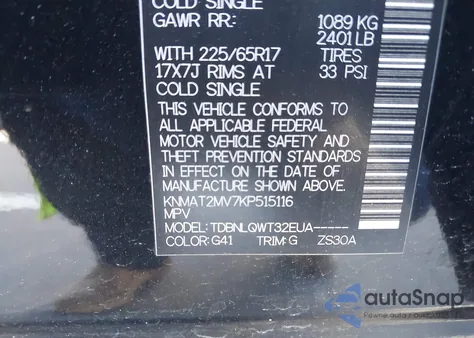 COLD SINGLE
GAWR RR: 1089 KG
2401 LB
WITH 225/65R17 TIRES
17X7J RIMS AT 33 PSI
COLD SINGLE
THIS VEHICLE CONFORMS TO
ALL APPLICABLE FEDERAL
MOTOR VEHICLE SAFETY AND
THEFT PREVENTION STANDARDS
IN EFFECT ON THE DATE OF
MANUFACTURE SHOWN ABOVE.
KNMAT2MV7KP515116
MPV
MODEL: TDBNLGWT32EUA-----
COLOR: G41 TRIM: G ZS30A
autaSnap